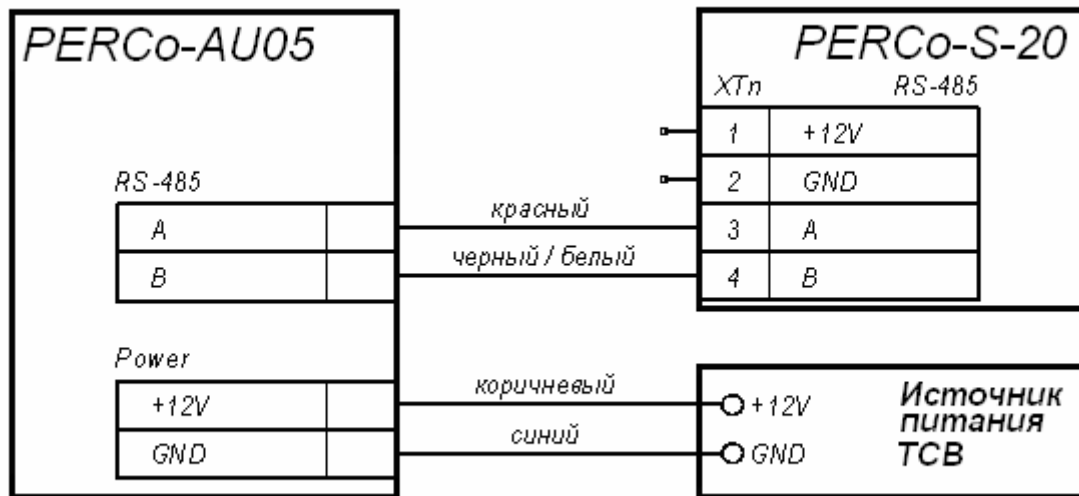 PERCo-AU05
PERCo-S-20
XTn RS-485
1 +12V
2 GND
RS-485
красный
A
3 A
черный / белый
B
4 B
Power
коричневый
+12V
+12V
Источник
питания
ТСВ
синий
GND
GND